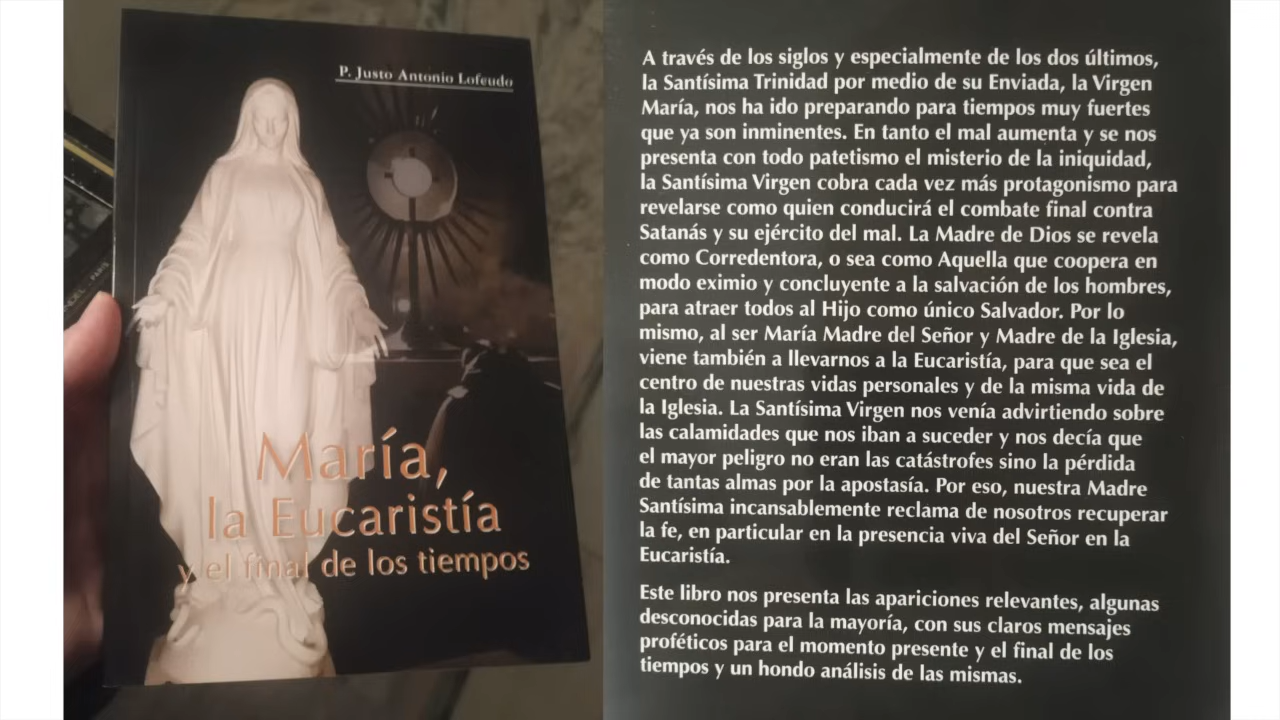 P. Justo Antonio Lofeudo
María,
la Eucaristía
y el final de los tiempos
A través de los siglos y especialmente de los dos últimos,
la Santísima Trinidad por medio de su Enviada, la Virgen
María, nos ha ido preparando para tiempos muy fuertes
que ya son inminentes. En tanto el mal aumenta y se nos
presenta con todo patetismo el misterio de la iniquidad,
la Santísima Virgen cobra cada vez más protagonismo para
revelarse como quien conducirá el combate final contra
Satanás y su ejército del mal. La Madre de Dios se revela
como Corredentora, o sea como Aquella que coopera en
modo eximio y concluyente a la salvación de los hombres,
para atraer todos al Hijo como único Salvador. Por lo
mismo, al ser María Madre del Señor y Madre de la Iglesia,
viene también a llevarnos a la Eucaristía, para que sea el
centro de nuestras vidas personales y de la misma vida de
la Iglesia. La Santísima Virgen nos venía advirtiendo sobre
las calamidades que nos iban a suceder y nos decía que
el mayor peligro no eran las catástrofes sino la pérdida
de tantas almas por la apostasía. Por eso, nuestra Madre
Santísima incansablemente reclama de nosotros recuperar
la fe, en particular en la presencia viva del Señor en la
Eucaristía.
Este libro nos presenta las apariciones relevantes, algunas
desconocidas para la mayoría, con sus claros mensajes
proféticos para el momento presente y el final de los
tiempos y un hondo análisis de las mismas.